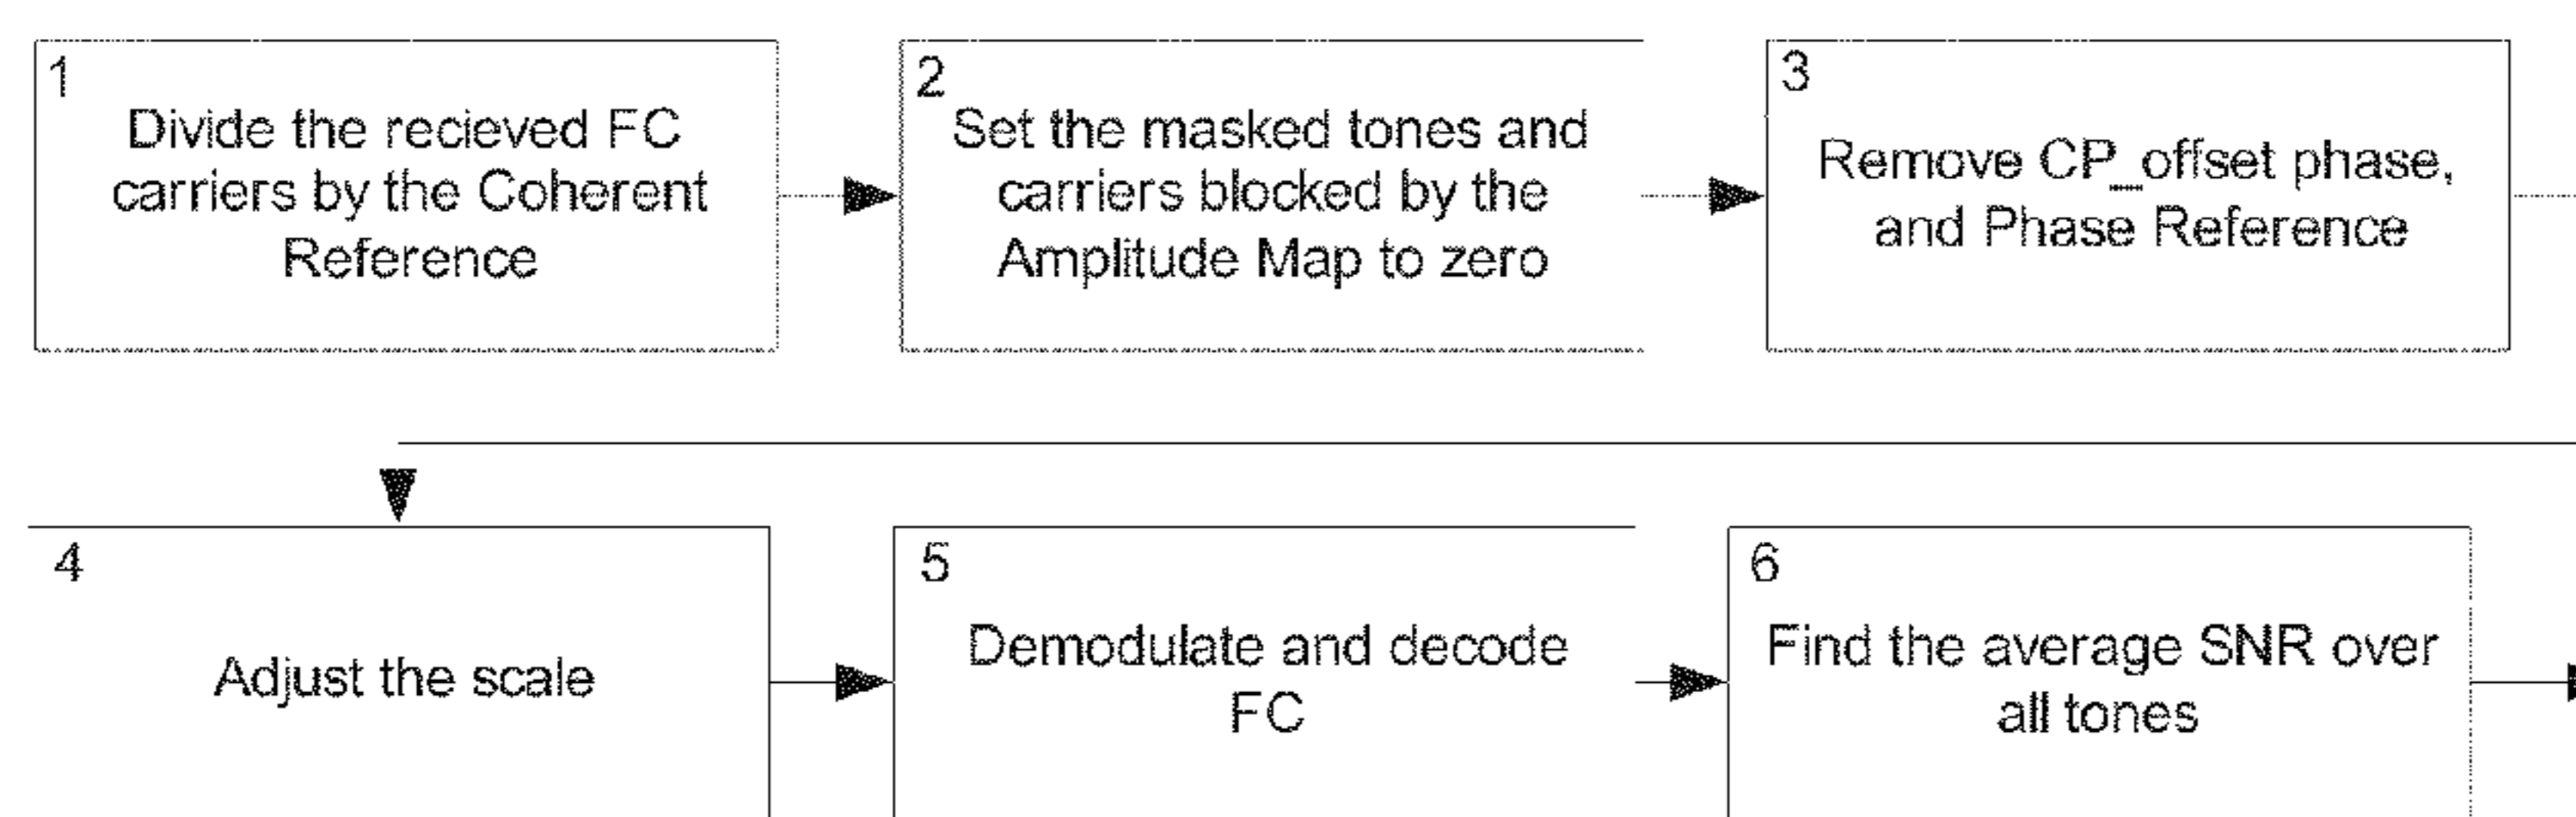 1
Divide the recieved FC
carriers by the Coherent
Reference
2
Set the masked tones and
carriers blocked by the
Amplitude Map to zero
3
Remove CP_offset phase,
and Phase Reference
4
Adjust the scale
5
Demodulate and decode
FC
6
Find the average SNR over
all tones